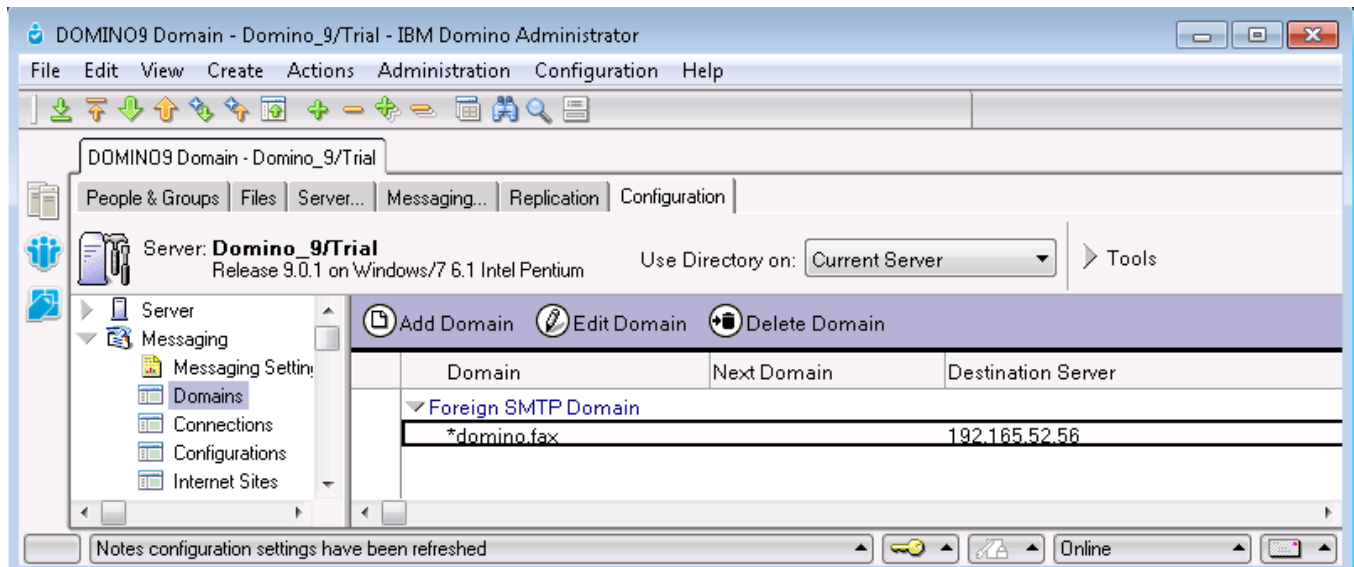 DOMINO9 Domain - Domino_9/Trial - IBM Domino Administrator
File Edit View Create Actions Administration Configuration Help
DOMINO9 Domain - Domino_9/Trial
People & Groups Files Server... Messaging... Replication Configuration
Server: Domino_9/Trial
Release 9.0.1 on Windows/7 6.1 Intel Pentium
Use Directory on: Current Server
Tools
Server
Messaging
Messaging Settin
Domains
Connections
Configurations
Internet Sites
Add Domain Edit Domain Delete Domain
Domain Next Domain Destination Server
Foreign SMTP Domain
*domino.fax 192.165.52.56
Notes configuration settings have been refreshed
Online